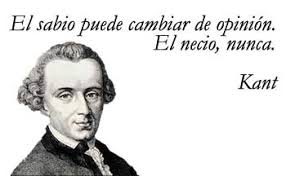 El sabio puede cambiar de opinión.
El necio, nunca.
Kant